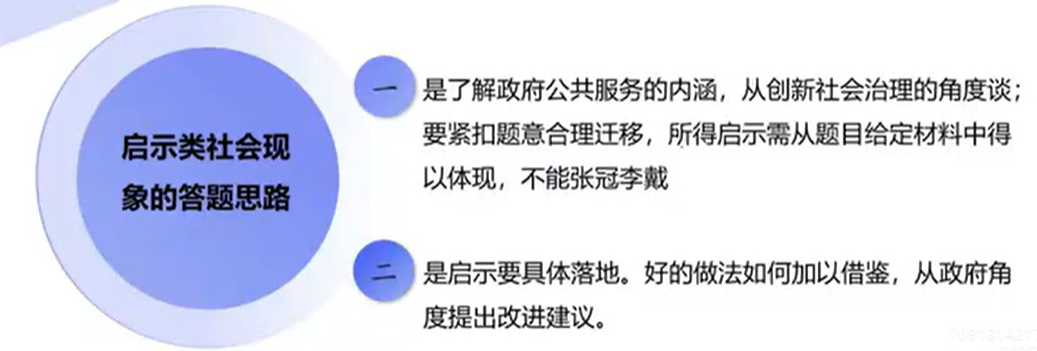 启示类社会现
象的答题思路
一
是了解政府公共服务的内涵，从创新社会治理的角度谈；
要紧扣题意合理迁移，所得启示需从题目给定材料中得
以体现，不能张冠李戴
二
是启示要具体落地。好的做法如何加以借鉴，从政府角
度提出改进建议。